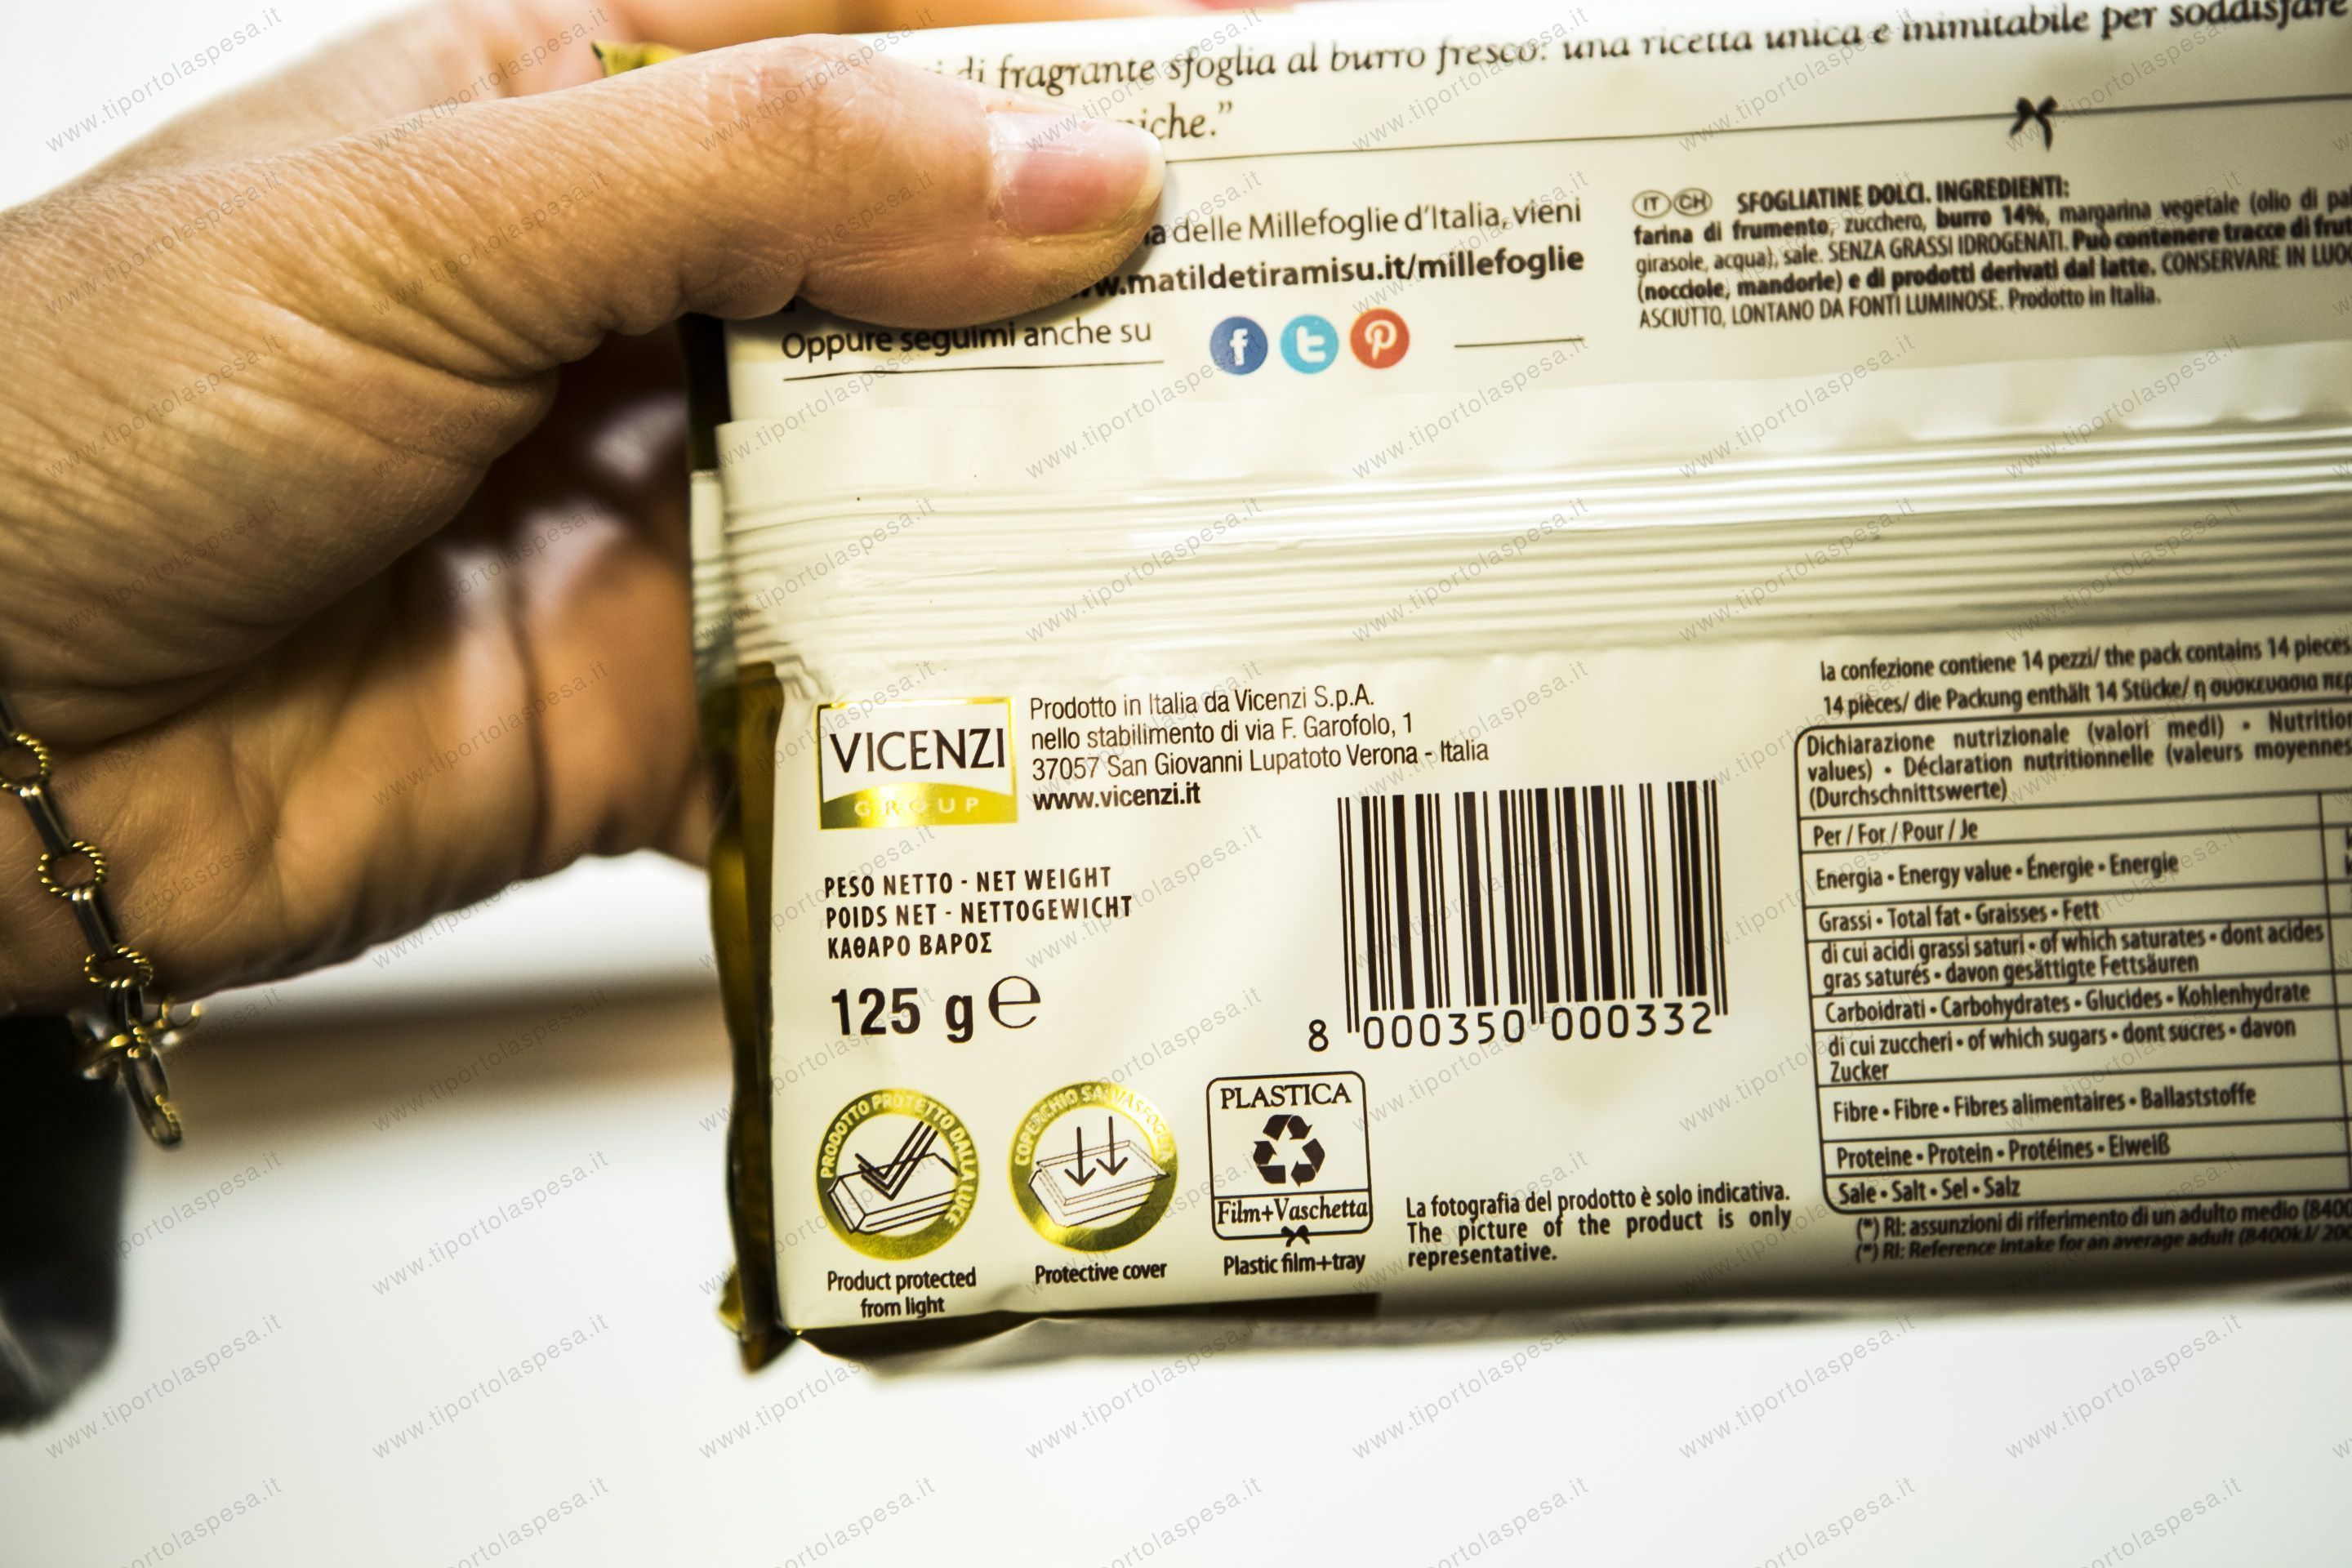 di fragrante sfoglia al burro fresco: una ricetta unica e inimitabile per soddisfare
delle Millefoglie d'Italia, vieni
www.matildetiramisu.it/millefoglie
Oppure seguimi anche su
IT CH SFOGLIATINE DOLCI. INGREDIENTI:
farina di frumento, zucchero, burro 14%, margarina vegetale (olio di
girasole, acqua), sale. SENZA GRASSI IDROGENATI. Può contenere tracce di
(nocciole, mandorle) e di prodotti derivati dal latte. CONSERVARE IN
ASCIUTTO, LONTANO DA FONTI LUMINOSE. Prodotto in Italia.
VICENZI
GROUP
Prodotto in Italia da Vicenzi S.p.A.
nello stabilimento di via F. Garofolo, 1
37057 San Giovanni Lupatoto Verona - Italia
www.vicenzi.it
PESO NETTO - NET WEIGHT
POIDS NET - NETTOGEWICHT
ΚΑΘΑΡΟ ΒΑΡΟΣ
125 g e
8 000350 000332
PRODOTTO PROTETTO DALLA LUCE
Product protected
from light
COPERCHIO SALVASFOGLIA
Protective cover
PLASTICA
Film+Vaschetta
Plastic film+tray
La fotografia del prodotto è solo indicativa.
The picture of the product is only
representative.
la confezione contiene 14 pezzi/ the pack contains 14 pieces
14 pièces/ die Packung enthält 14 Stücke/ η συσκευασία
Dichiarazione nutrizionale (valori medi) •
values) • Déclaration nutritionnelle (valeurs moyennes
(Durchschnittswerte)
Per / For / Pour / Je
Energia • Energy value • Énergie • Energie
Grassi • Total fat • Graisses • Fett
di cui acidi grassi saturi • of which saturates • dont acides
gras saturés • davon gesättigte Fettsäuren
Carboidrati • Carbohydrates • Glucides • Kohlenhydrate
di cui zuccheri • of which sugars • dont sucres • davon
Zucker
Fibre • Fibre • Fibres alimentaires • Ballaststoffe
Proteine • Protein • Protéines • Eiweiß
Sale • Salt • Sel • Salz
(*) RI: assunzioni di riferimento di un adulto medio (8400
(*) RI: Reference intake for an average adult (8400kJ/
www.tiportolaspesa.it